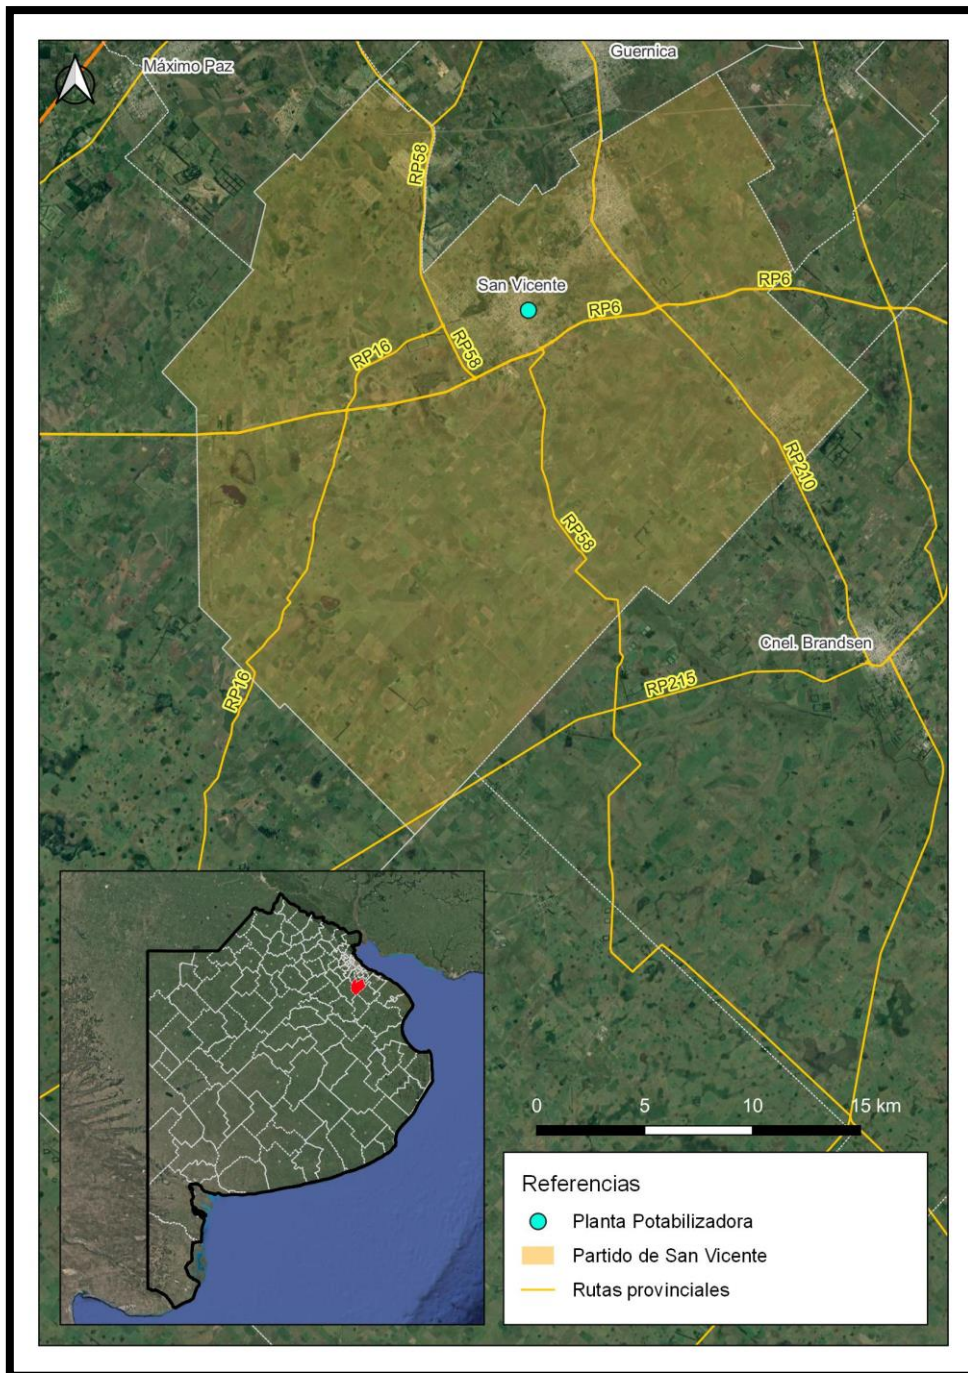 Máximo Paz
Guernica
RP58
San Vicente
RP6
RP6
RP16
RP58
RP210
RP58
Cnel. Brandsen
RP16
RP215
0 5 10 15 km
Referencias
Planta Potabilizadora
Partido de San Vicente
Rutas provinciales